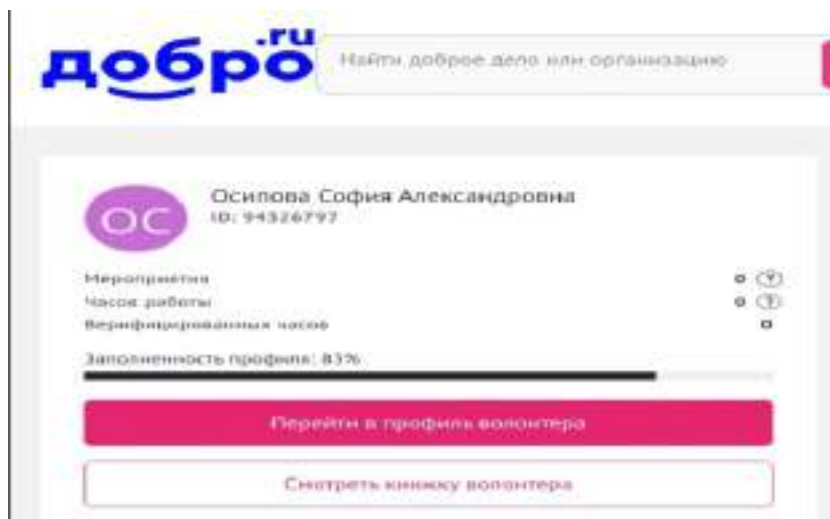 добро.ru
Найти доброе дело или организацию
ОС
Осипова София Александровна
ID: 94326797
Мероприятия 0 ?
Часов работы 0 ?
Верифицированных часов 0
Заполненность профиля: 83%
Перейти в профиль волонтера
Смотреть книжку волонтера